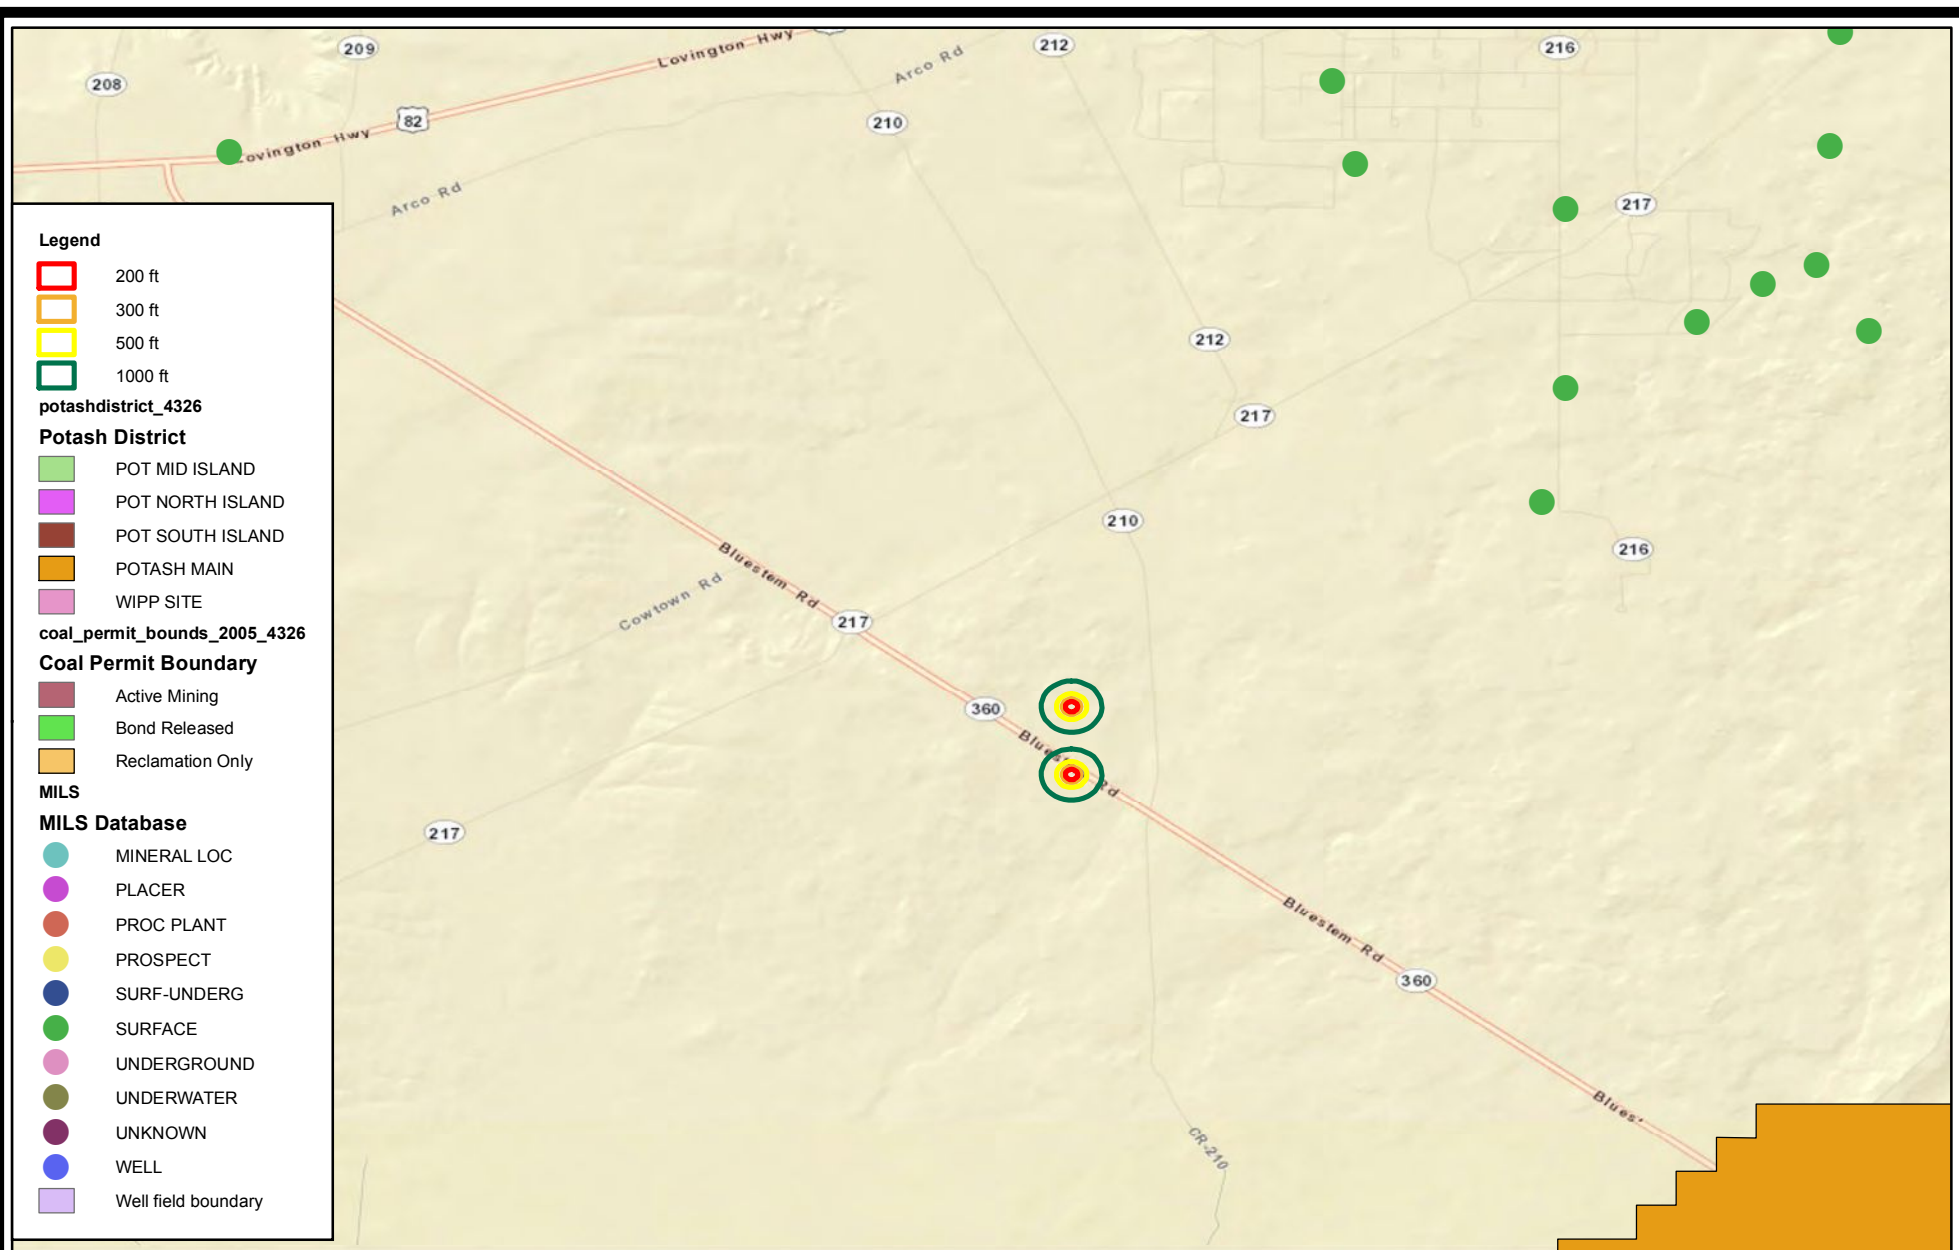 209
Lovington Hwy
212
216
208
Arco Rd
82
210
Lovington Hwy
Arco Rd
217
Legend
200 ft
300 ft
500 ft
1000 ft
212
potashdistrict_4326
217
Potash District
POT MID ISLAND
POT NORTH ISLAND
210
POT SOUTH ISLAND
216
Bluestem Rd
POTASH MAIN
Cowtown Rd
WIPP SITE
217
coal_permit_bounds_2005_4326
Coal Permit Boundary
Active Mining
360
Bond Released
Blues
Rd
Reclamation Only
MILS
MILS Database
217
MINERAL LOC
PLACER
PROC PLANT
Bluestem Rd
PROSPECT
360
SURF-UNDERG
SURFACE
UNDERGROUND
UNDERWATER
Blues
UNKNOWN
CR-210
WELL
Well field boundary